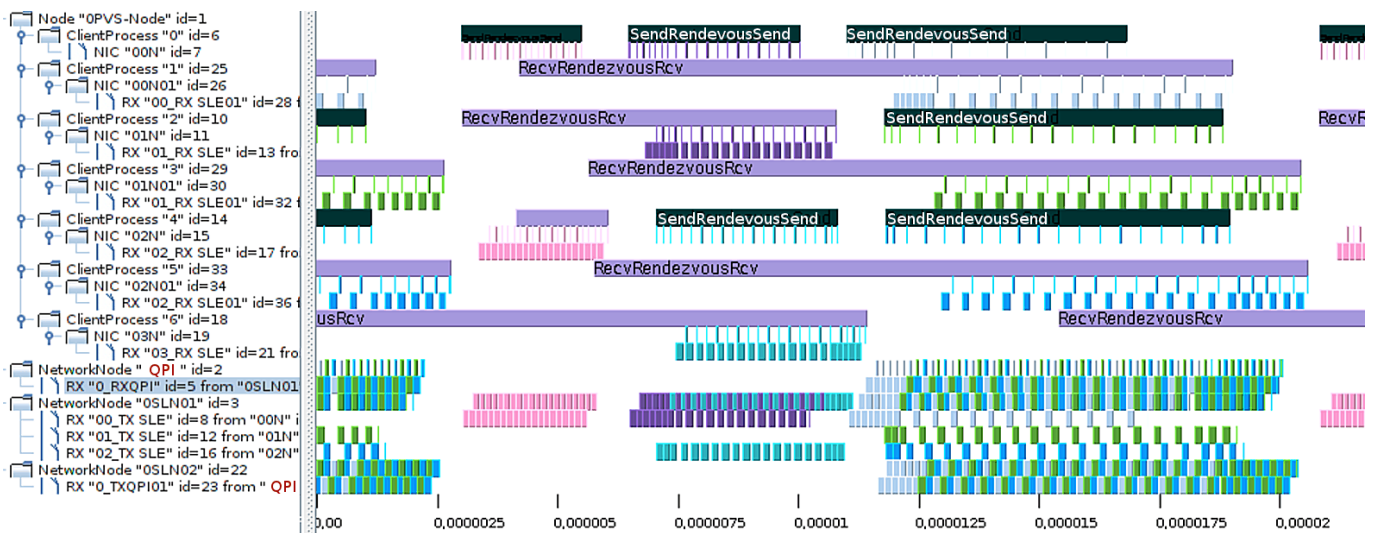 Node "0PVS-Node" id=1
ClientProcess "0" id=6
SendRendevousSend
SendRendevousSend
NIC "00N" id=7
ClientProcess "1" id=25
RecvRendezvousRcv
NIC "00N01" id=26
RX "00_RX SLE01" id=28 f
ClientProcess "2" id=10
RecvRendezvousRcv
SendRendevousSend
RecvF
NIC "01N" id=11
RX "01_RX SLE" id=13 fro
ClientProcess "3" id=29
RecvRendezvousRcv
NIC "01N01" id=30
RX "01_RX SLE01" id=32 f
ClientProcess "4" id=14
SendRendevousSend
SendRendevousSend
NIC "02N" id=15
RX "02_RX SLE" id=17 fro
ClientProcess "5" id=33
RecvRendezvousRcv
NIC "02N01" id=34
RX "02_RX SLE01" id=36 f
ClientProcess "6" id=18
usRcv
RecvRendezvousRcv
NIC "03N" id=19
RX "03_RX SLE" id=21 fro
NetworkNode " QPI " id=2
RX "0_RXQPI" id=5 from "0SLN01
NetworkNode "0SLN01" id=3
RX "00_TX SLE" id=8 from "00N" i
RX "01_TX SLE" id=12 from "01N"
RX "02_TX SLE" id=16 from "02N"
NetworkNode "0SLN02" id=22
RX "0_TXQPI01" id=23 from " QPI
0,00 0,0000025 0,000005 0,0000075 0,00001 0,0000125 0,000015 0,0000175 0,00002